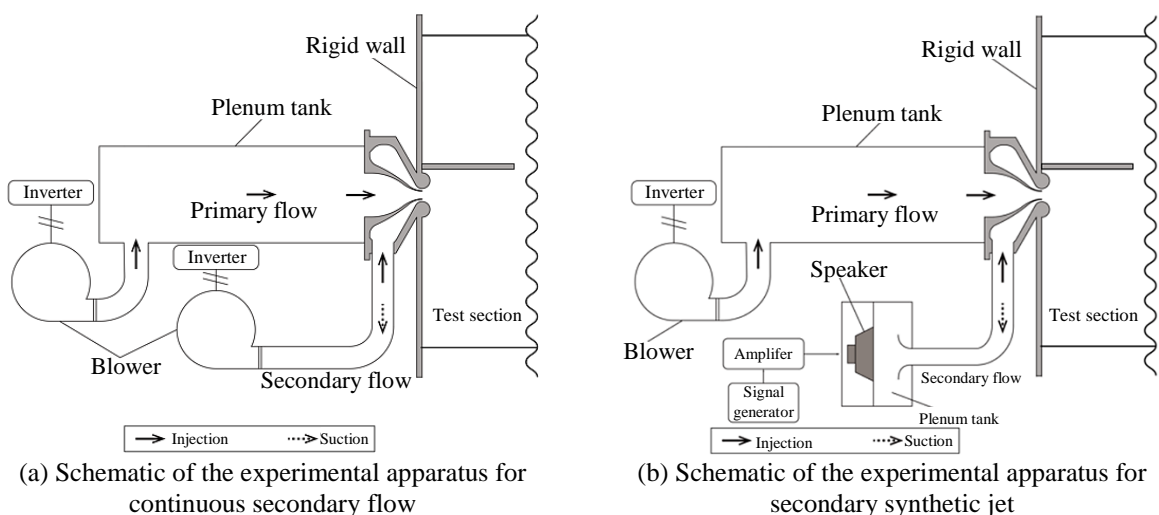 Rigid wall
Plenum tank
Inverter
Primary flow
Inverter
Blower
Secondary flow
Test section
Injection
Suction
(a) Schematic of the experimental apparatus for
continuous secondary flow
Rigid wall
Plenum tank
Inverter
Primary flow
Speaker
Blower
Amplifer
Signal
generator
Secondary flow
Plenum tank
Test section
Injection
Suction
(b) Schematic of the experimental apparatus for
secondary synthetic jet